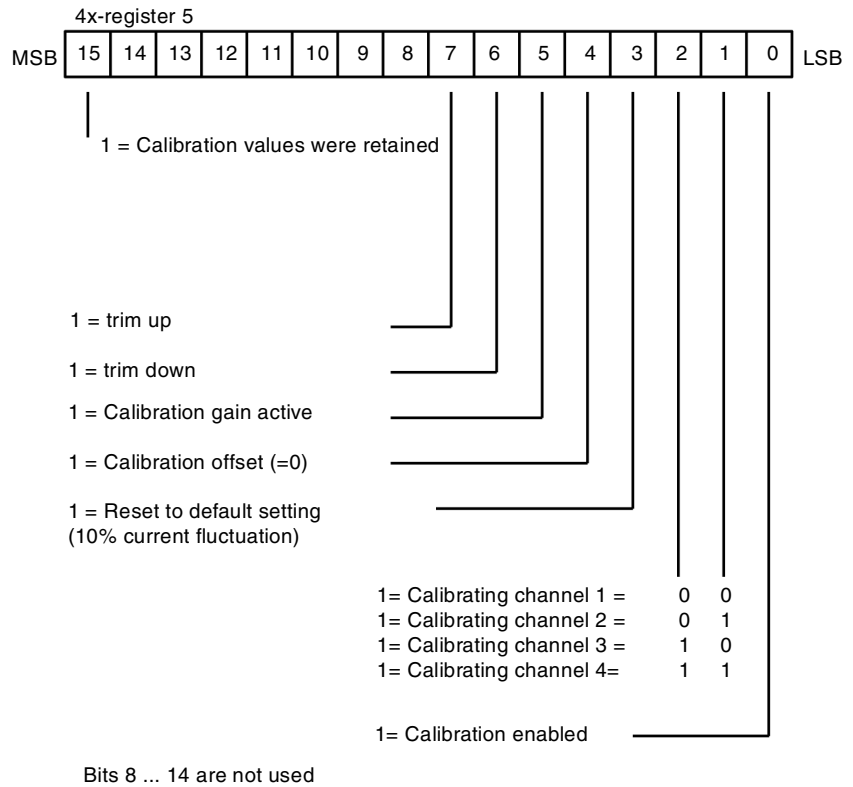 4x-register 5
MSB 15 14 13 12 11 10 9 8 7 6 5 4 3 2 1 0 LSB
1 = Calibration values were retained
1 = trim up
1 = trim down
1 = Calibration gain active
1 = Calibration offset (=0)
1 = Reset to default setting
(10% current fluctuation)
1= Calibrating channel 1 = 0 0
1= Calibrating channel 2 = 0 1
1= Calibrating channel 3 = 1 0
1= Calibrating channel 4= 1 1
1= Calibration enabled
Bits 8 ... 14 are not used